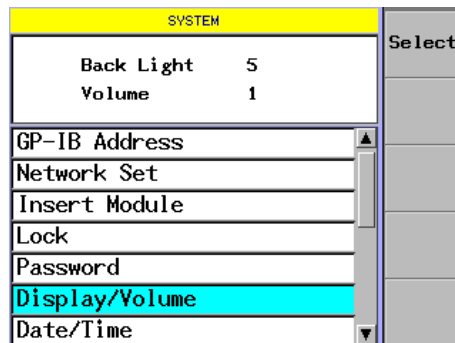 SYSTEM
Select
Back Light 5
Volume 1
GP-IB Address
Network Set
Insert Module
Lock
Password
Display/Volume
Date/Time